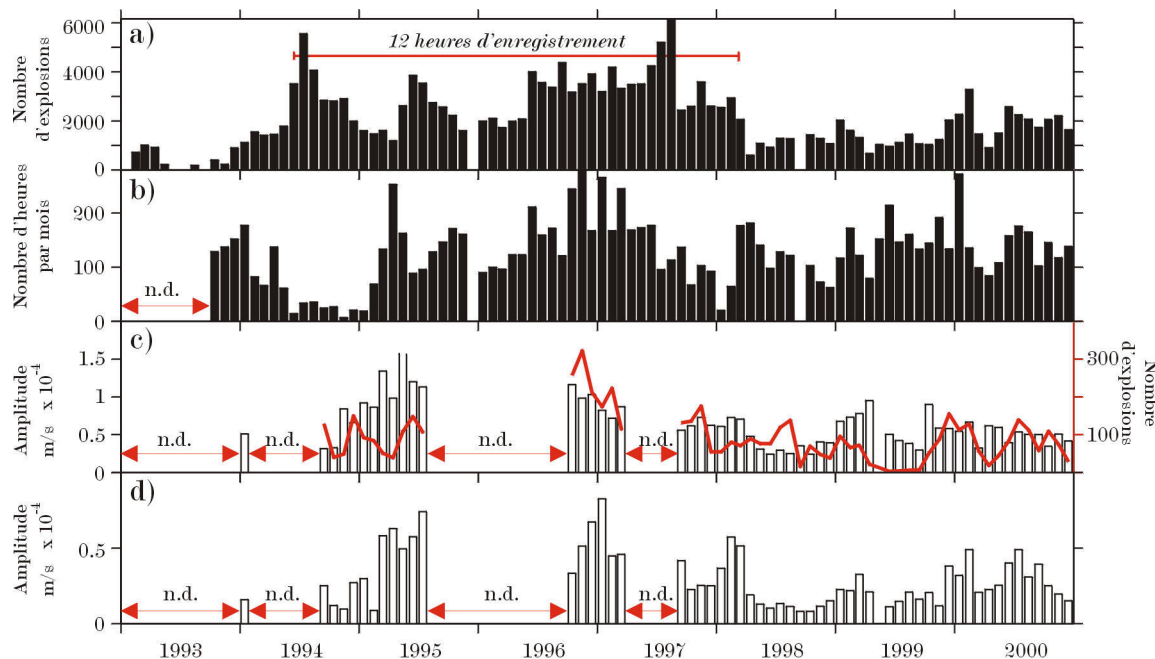 a)
12 heures d'enregistrement
Nombre
d'explosions
6000
4000
2000
0
b)
Nombre d'heures
par mois
200
100
0
n.d.
c)
Amplitude
m/s x 10-4
1.5
1
0.5
0
n.d.
n.d.
n.d.
n.d.
300
100
Nombre
d'explosions
d)
Amplitude
m/s x 10-4
0.5
0
n.d.
n.d.
n.d.
n.d.
1993 1994 1995 1996 1997 1998 1999 2000